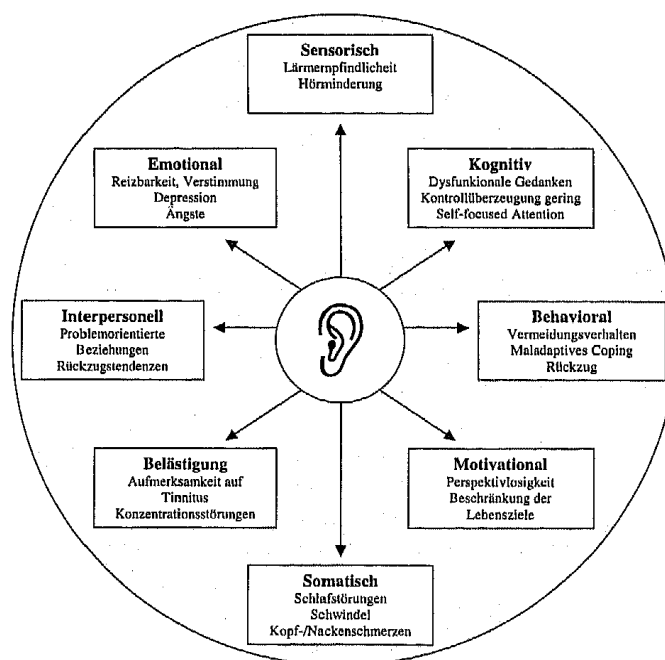 Sensorisch
Lärmempfindlicheit
Hörminderung
Emotional
Reizbarkeit, Verstimmung
Depression
Ängste
Kognitiv
Dysfunkionale Gedanken
Kontrollüberzeugung gering
Self-focused Attention
Interpersonell
Problemorientierte
Beziehungen
Rückzugstendenzen
Behavioral
Vermeidungsverhalten
Maladaptives Coping
Rückzug
Belästigung
Aufmerksamkeit auf
Tinnitus
Konzentrationsstörungen
Motivational
Perspektivlosigkeit
Beschränkung der
Lebensziele
Somatisch
Schlafstörungen
Schwindel
Kopf-/Nackenschmerzen